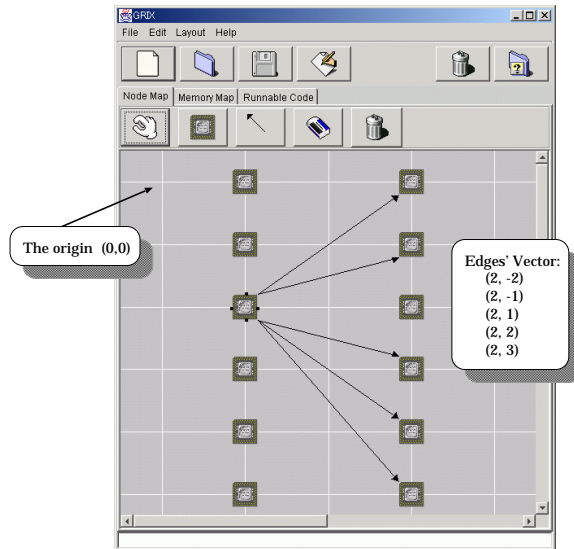 GRIX
File Edit Layout Help
Node Map Memory Map Runnable Code
The origin (0,0)
Edges' Vector:
(2, -2)
(2, -1)
(2, 1)
(2, 2)
(2, 3)